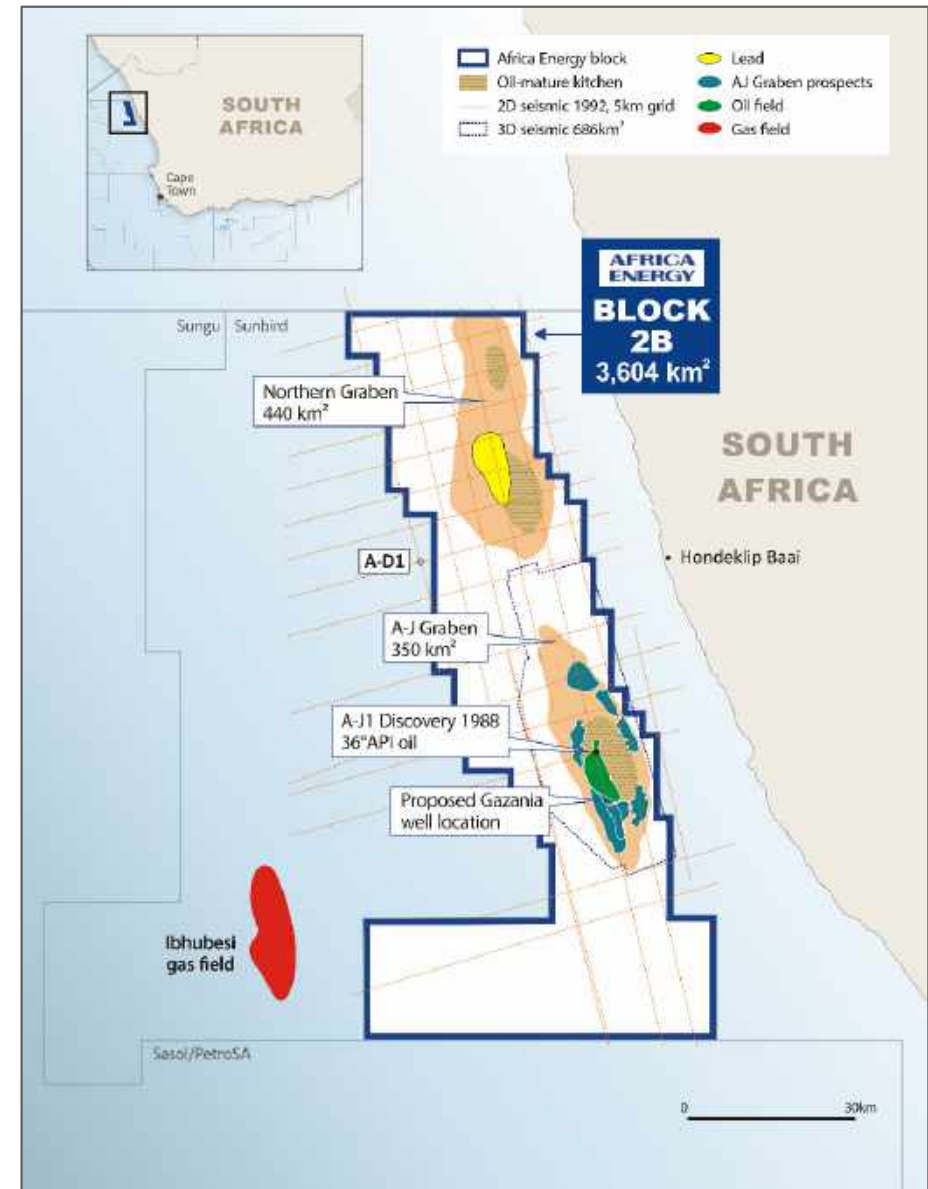 SOUTH
AFRICA
Cape
Town
Africa Energy block
Oil-mature kitchen
2D seismic 1992, 5km grid
3D seismic 686km²
Lead
AJ Graben prospects
Oil field
Gas field
AFRICA
ENERGY
BLOCK
2B
3,604 km²
Sungu
Sunbird
Northern Graben
440 km²
SOUTH
AFRICA
A-D1
Hondeklip Baai
A-J Graben
350 km²
A-J1 Discovery 1988
36°API oil
Proposed Gazania
well location
Ibhubesi
gas field
Sasol/PetroSA
0
30km